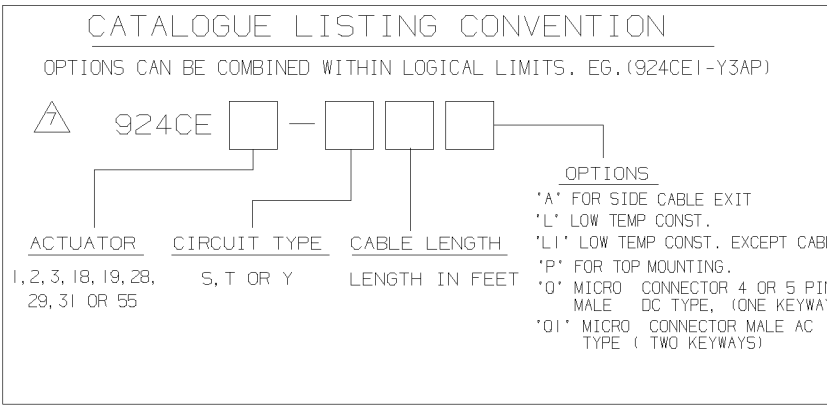 CATALOGUE LISTING CONVENTION
OPTIONS CAN BE COMBINED WITHIN LOGICAL LIMITS. EG.(924CE1-Y3AP)
7 924CE -
ACTUATOR
1,2,3,18,19,28,
29,31 OR 55
CIRCUIT TYPE
S,T OR Y
CABLE LENGTH
LENGTH IN FEET
OPTIONS
'A' FOR SIDE CABLE EXIT
'L' LOW TEMP CONST.
'L1' LOW TEMP CONST. EXCEPT
'P' FOR TOP MOUNTING.
'Q' MICRO CONNECTOR 4 OR 5
MALE DC TYPE, (ONE
'Q1' MICRO CONNECTOR MALE AC
TYPE ( TWO KEYWAYS)